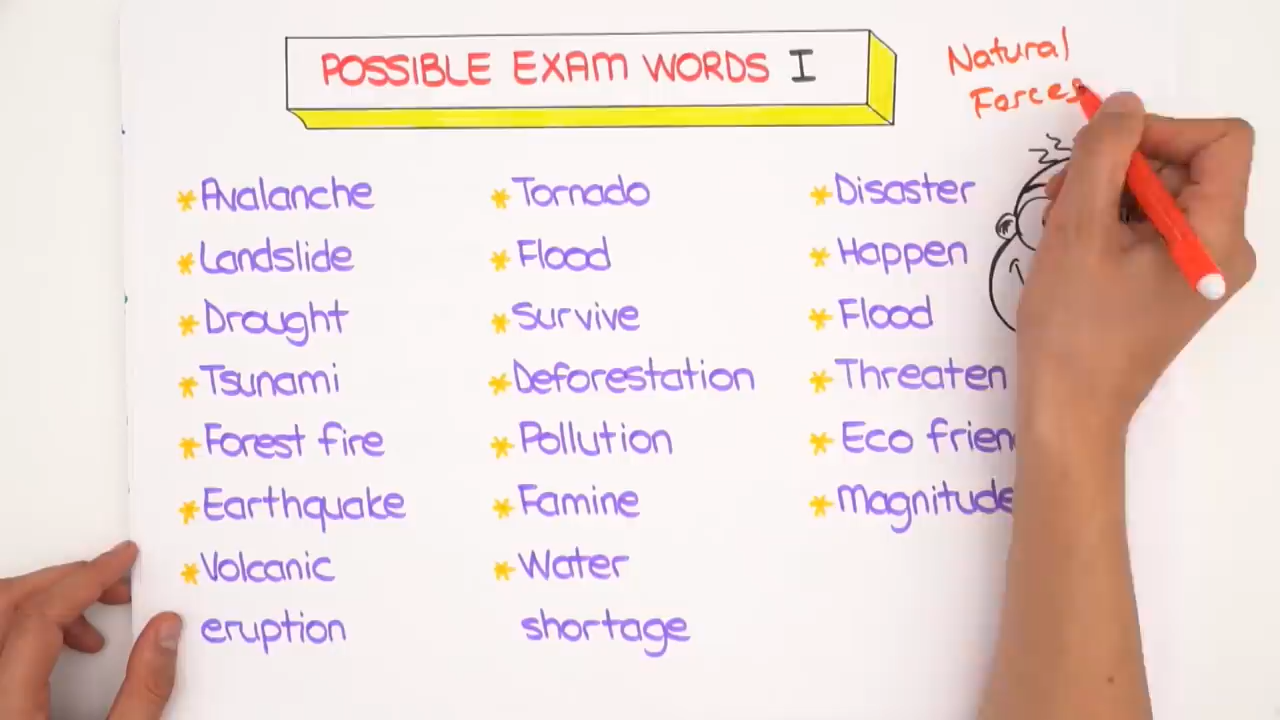 POSSIBLE EXAM WORDS I
Natural
Forces
* Avalanche
* Landslide
* Drought
* Tsunami
* Forest fire
* Earthquake
* Volcanic
eruption
* Tornado
* Flood
* Survive
* Deforestation
* Pollution
* Famine
* Water
shortage
* Disaster
* Happen
* Flood
* Threaten
* Eco
* Magnitude